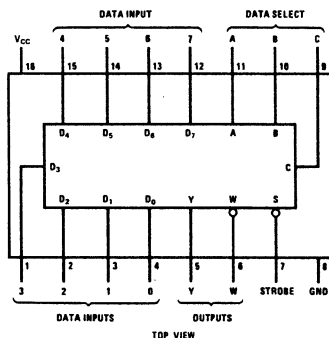 DATA INPUT DATA SELECT
VCC 4 5 6 7 A B C
16 15 14 13 12 11 10 9
D4 D5 D6 D7 A B
D3 C
D2 D1 D0 Y W S
1 2 3 4 5 6 7 8
3 2 1 0 Y W STROBE GND
DATA INPUTS OUTPUTS
TOP VIEW